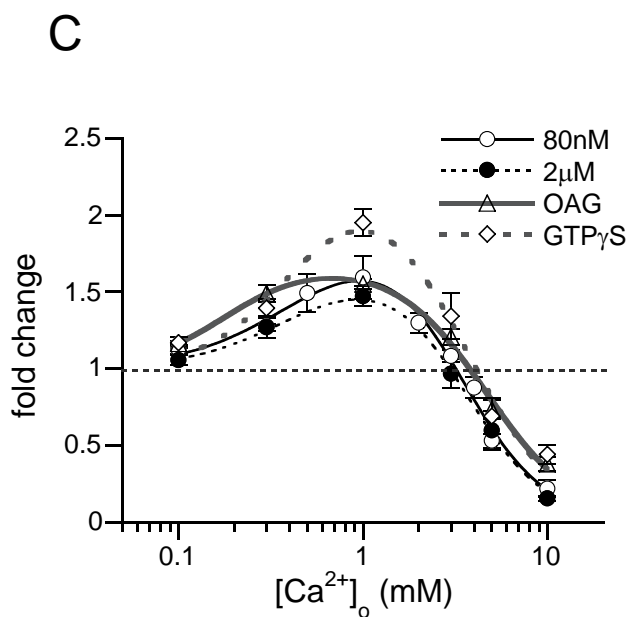 C
2.5
2
1.5
1
0.5
0
fold change
80nM
2μM
OAG
GTPγS
0.1 1 10
[Ca²⁺]ₒ (mM)